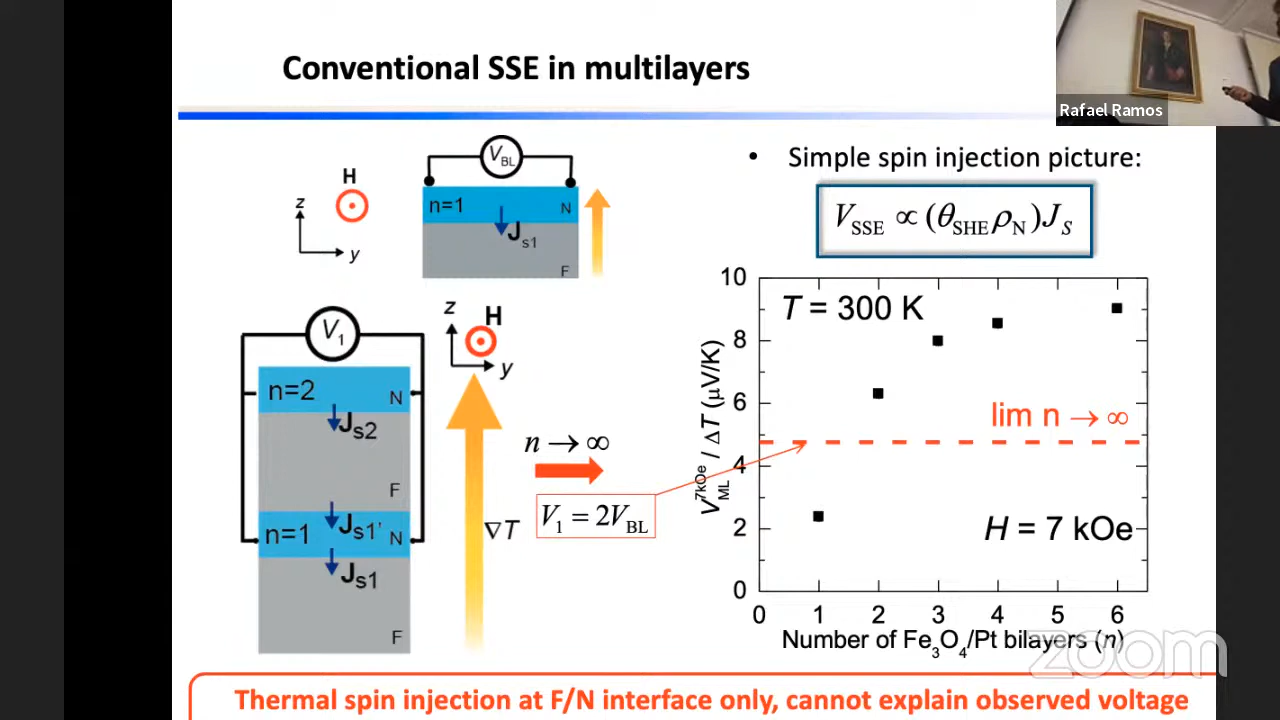 Conventional SSE in multilayers
Rafael Ramos
V_BL
H
z
y
n=1
N
J_s1
F
• Simple spin injection picture:
V_SSE ∝ (θ_SHE ρ_N) J_S
V_1
z
H
y
n=2
N
J_s2
F
J_s1'
n=1
N
J_s1
F
∇T
n → ∞
V_1 = 2V_BL
10
8
6
4
2
0
V_ML^7kOe / ΔT (μV/K)
T = 300 K
lim n → ∞
H = 7 kOe
0 1 2 3 4 5 6
Number of Fe₃O₄/Pt bilayers (n)
zoom
Thermal spin injection at F/N interface only, cannot explain observed voltage